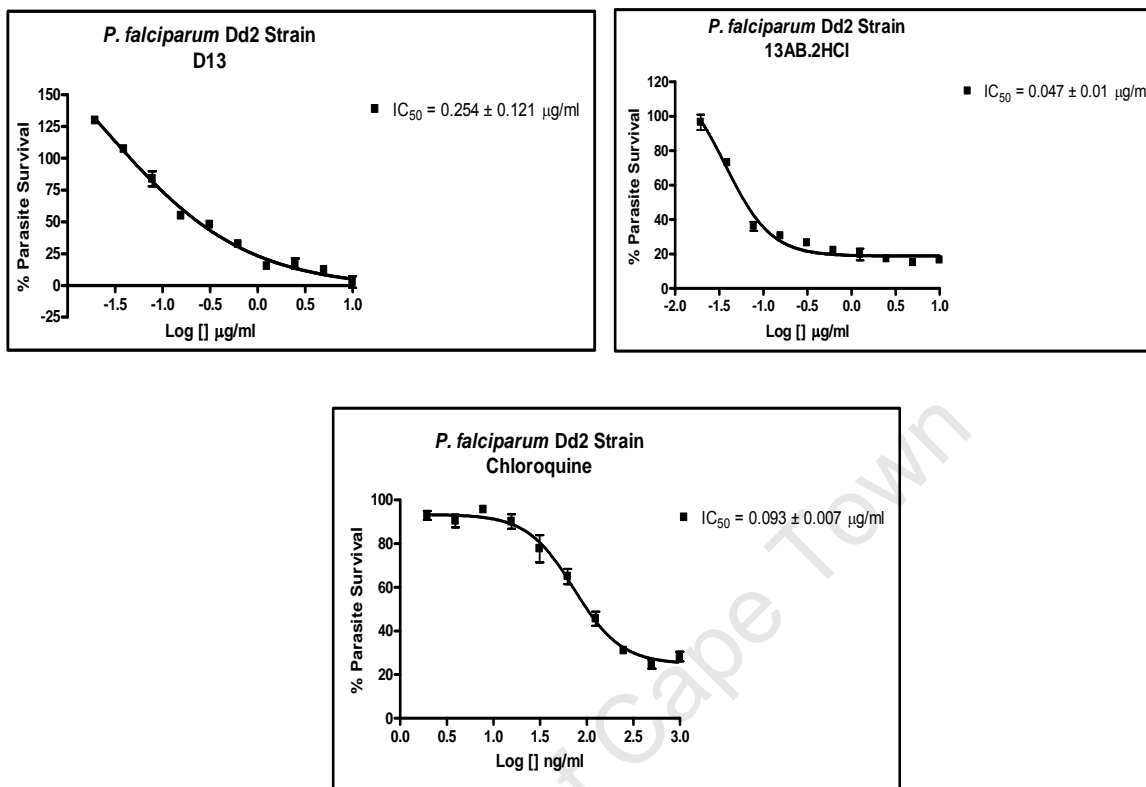 P. falciparum Dd2 Strain
D13
IC50 = 0.254 ± 0.121 μg/ml
% Parasite Survival
150
125
100
75
50
25
0
-25
-1.5 -1.0 -0.5 0.0 0.5 1.0
Log [] μg/ml
P. falciparum Dd2 Strain
13AB.2HCl
IC50 = 0.047 ± 0.01 μg/m
% Parasite Survival
120
100
80
60
40
20
0
-2.0 -1.5 -1.0 -0.5 0.0 0.5 1.0
Log [] μg/ml
P. falciparum Dd2 Strain
Chloroquine
IC50 = 0.093 ± 0.007 μg/ml
% Parasite Survival
100
80
60
40
20
0
0.0 0.5 1.0 1.5 2.0 2.5 3.0
Log [] ng/ml
Cape Town